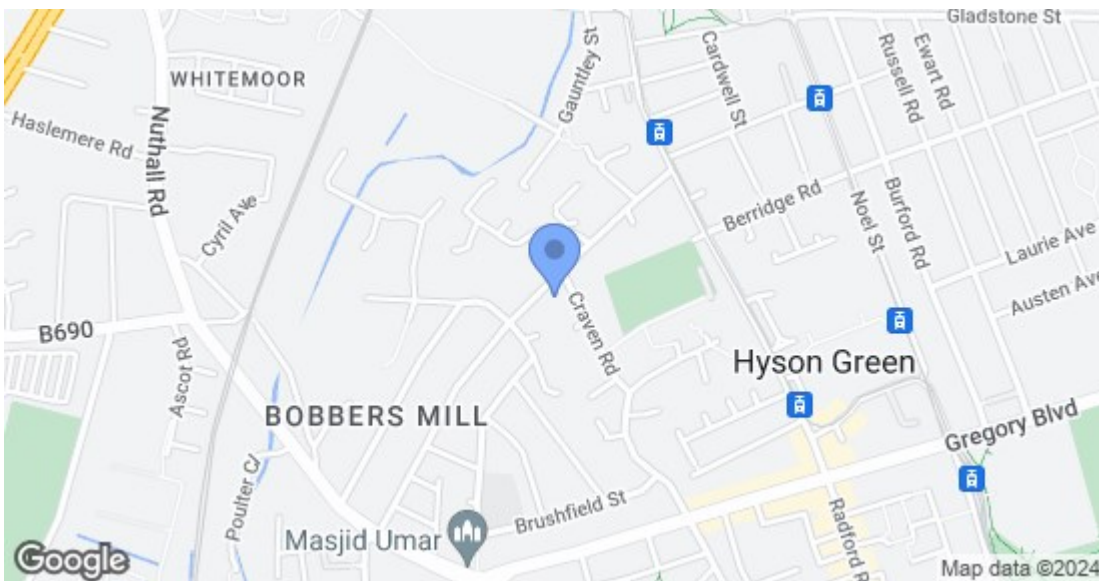 Gladstone St
WHITEMOOR
Gauntley St
Cardwell St
Russell Rd
Ewart Rd
Haslemere Rd
Nuthall Rd
Cyril Ave
Berridge Rd
Noel St
Burford Rd
Laurie Ave
Austen Ave
B690
Ascot Rd
Craven Rd
Hyson Green
BOBBERS MILL
Gregory Blvd
Poulter Cl
Brushfield St
Masjid Umar
Radford R
Google
Map data ©2024